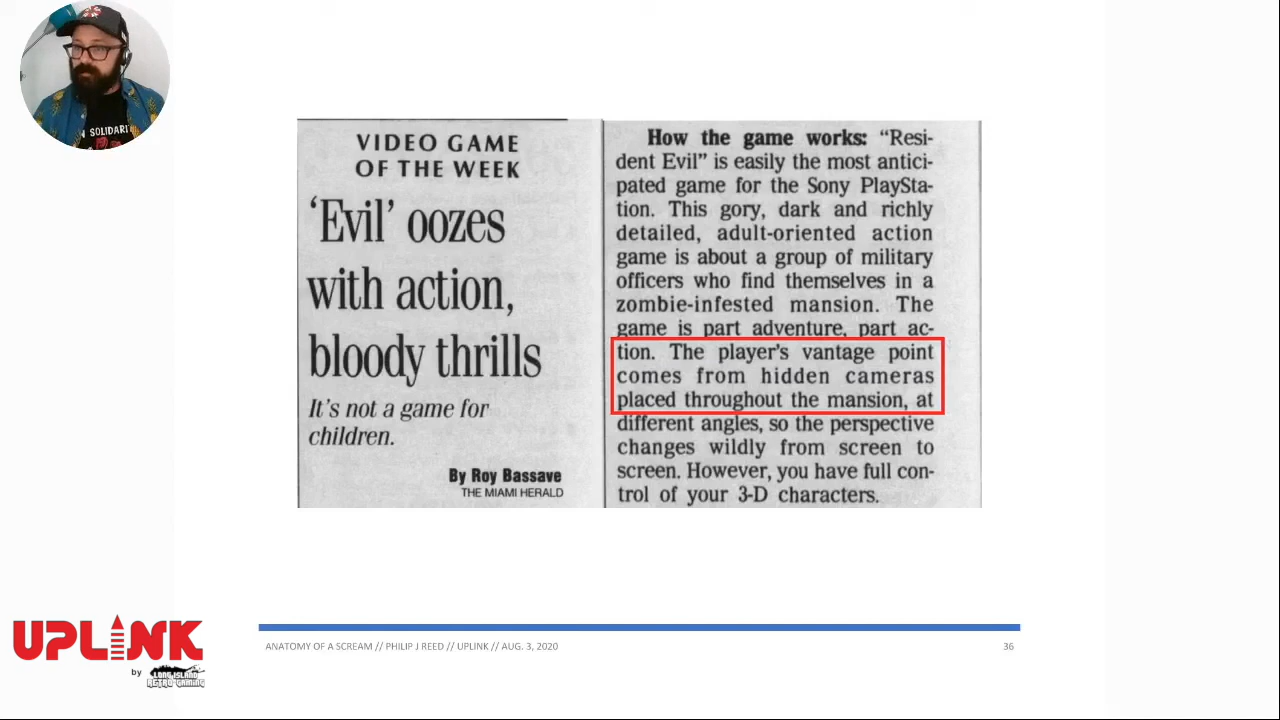 N SOLIDARI
VIDEO GAME
OF THE WEEK
‘Evil’ oozes
with action,
bloody thrills
It’s not a game for
children.
By Roy Bassave
THE MIAMI HERALD
How the game works: “Resi-
dent Evil” is easily the most antici-
pated game for the Sony PlaySta-
tion. This gory, dark and richly
detailed, adult-oriented action
game is about a group of military
officers who find themselves in a
zombie-infested mansion. The
game is part adventure, part ac-
tion. The player’s vantage point
comes from hidden cameras
placed throughout the mansion, at
different angles, so the perspective
changes wildly from screen to
screen. However, you have full con-
trol of your 3-D characters.
UPLINK
by LONG ISLAND
RETRO GAMING
ANATOMY OF A SCREAM // PHILIP J REED // UPLINK // AUG. 3, 2020
36